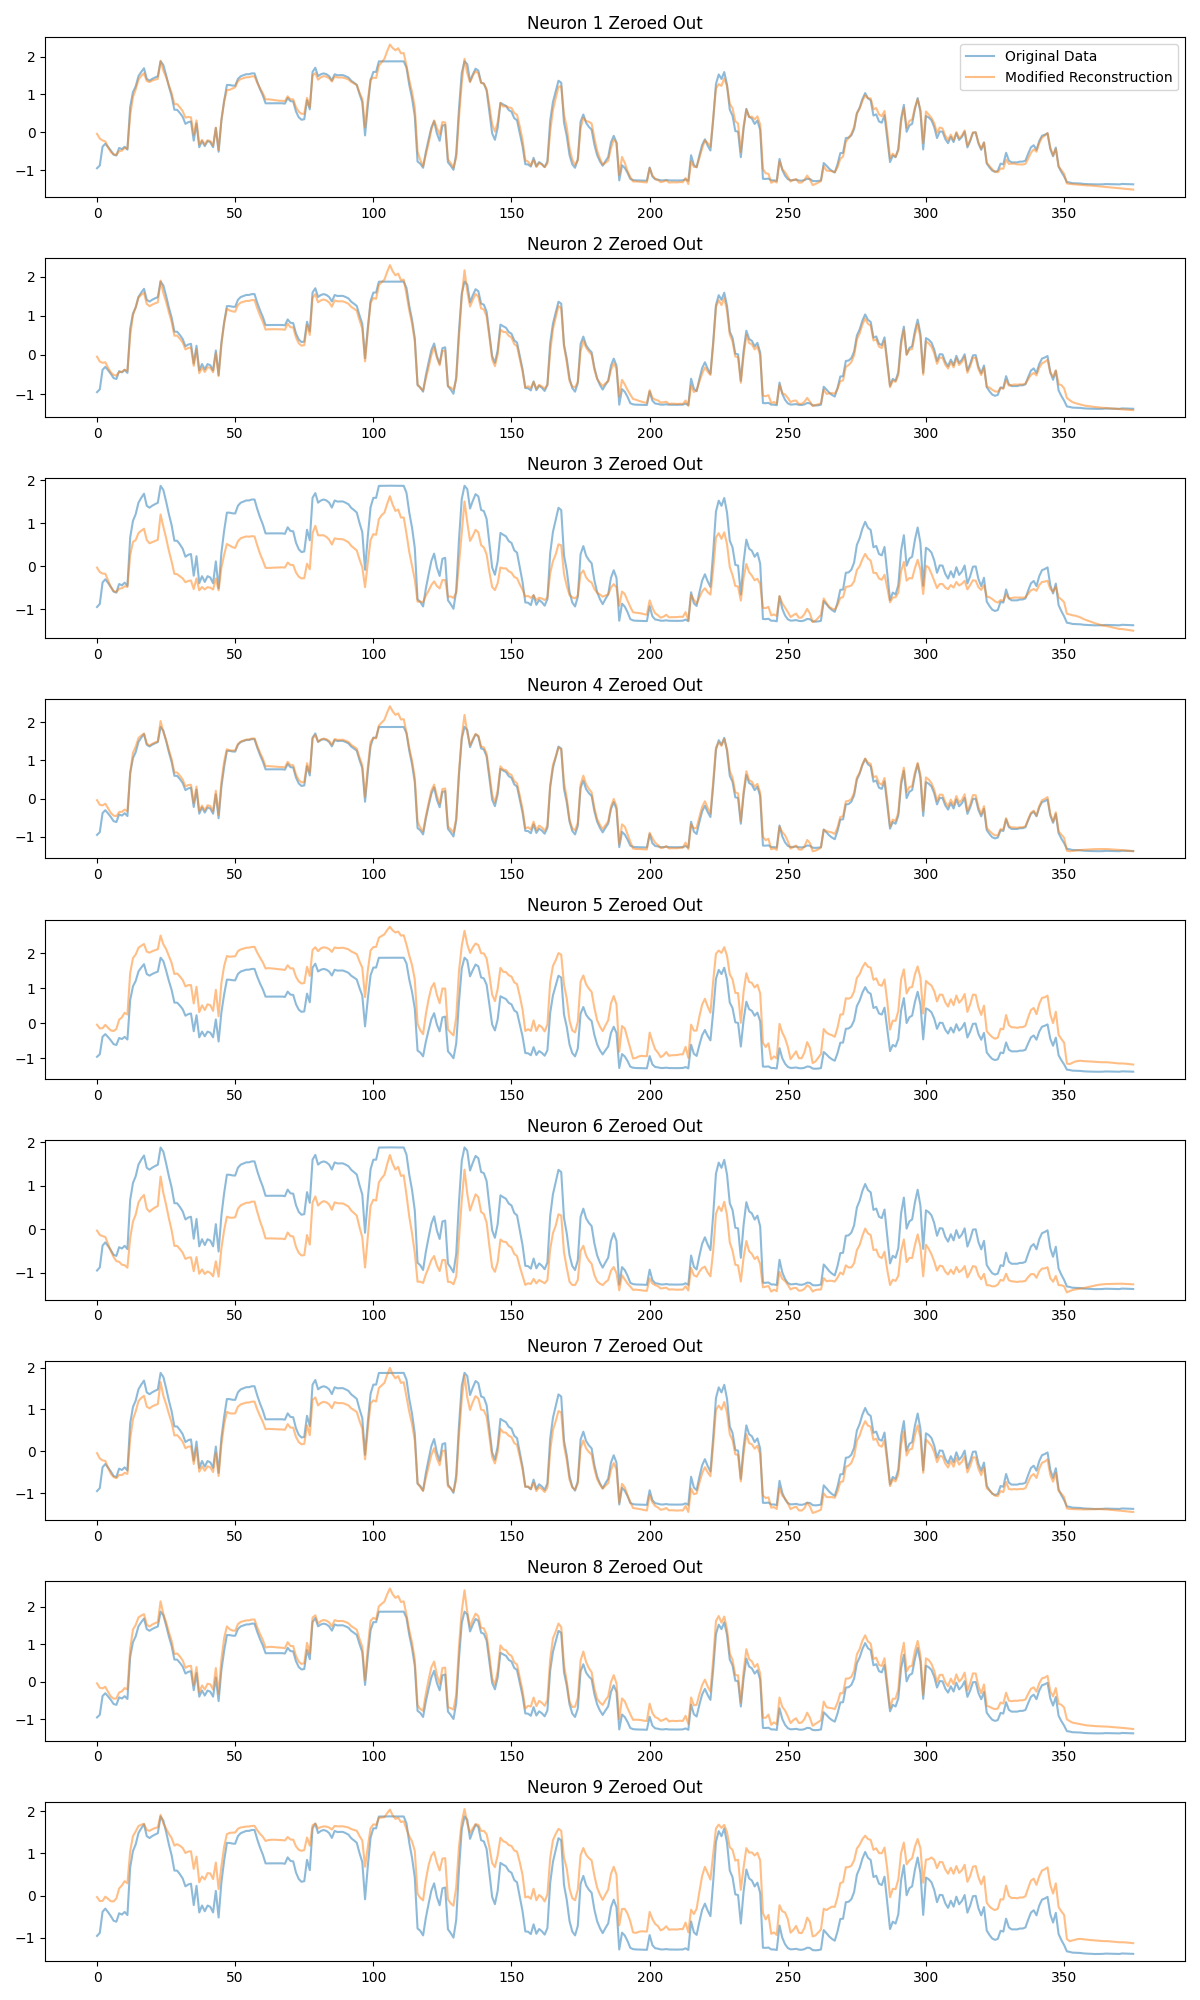 Neuron 1 Zeroed Out
Original Data
Modified Reconstruction
2
1
0
−1
0 50 100 150 200 250 300 350
Neuron 2 Zeroed Out
2
1
0
−1
0 50 100 150 200 250 300 350
Neuron 3 Zeroed Out
2
1
0
−1
0 50 100 150 200 250 300 350
Neuron 4 Zeroed Out
2
1
0
−1
0 50 100 150 200 250 300 350
Neuron 5 Zeroed Out
2
1
0
−1
0 50 100 150 200 250 300 350
Neuron 6 Zeroed Out
2
1
0
−1
0 50 100 150 200 250 300 350
Neuron 7 Zeroed Out
2
1
0
−1
0 50 100 150 200 250 300 350
Neuron 8 Zeroed Out
2
1
0
−1
0 50 100 150 200 250 300 350
Neuron 9 Zeroed Out
2
1
0
−1
0 50 100 150 200 250 300 350